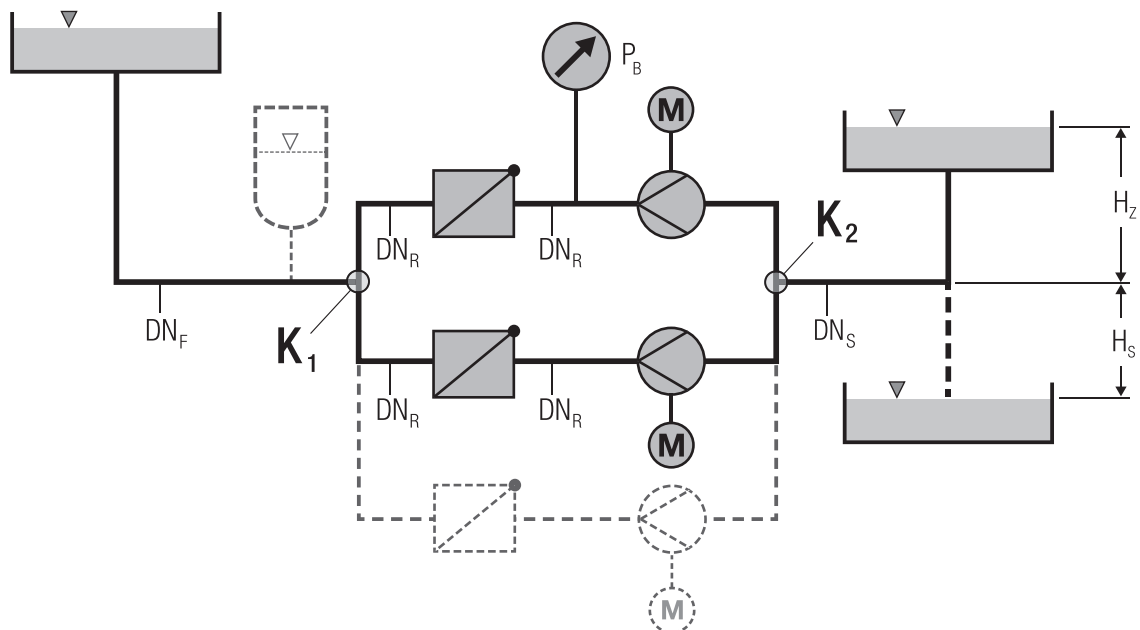 P_B
M
H_Z
DN_R
DN_R
K_2
DN_F
K_1
DN_S
H_S
DN_R
DN_R
M
M